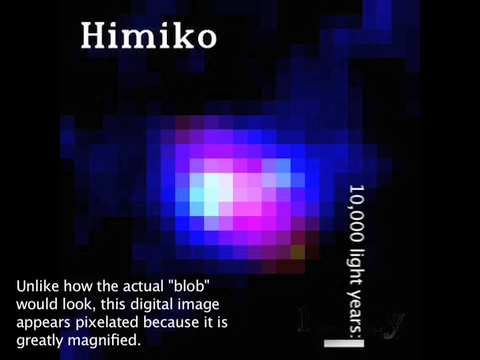 Himiko
10,000 light years:
Unlike how the actual "blob"
would look, this digital image
appears pixelated because it is
greatly magnified.